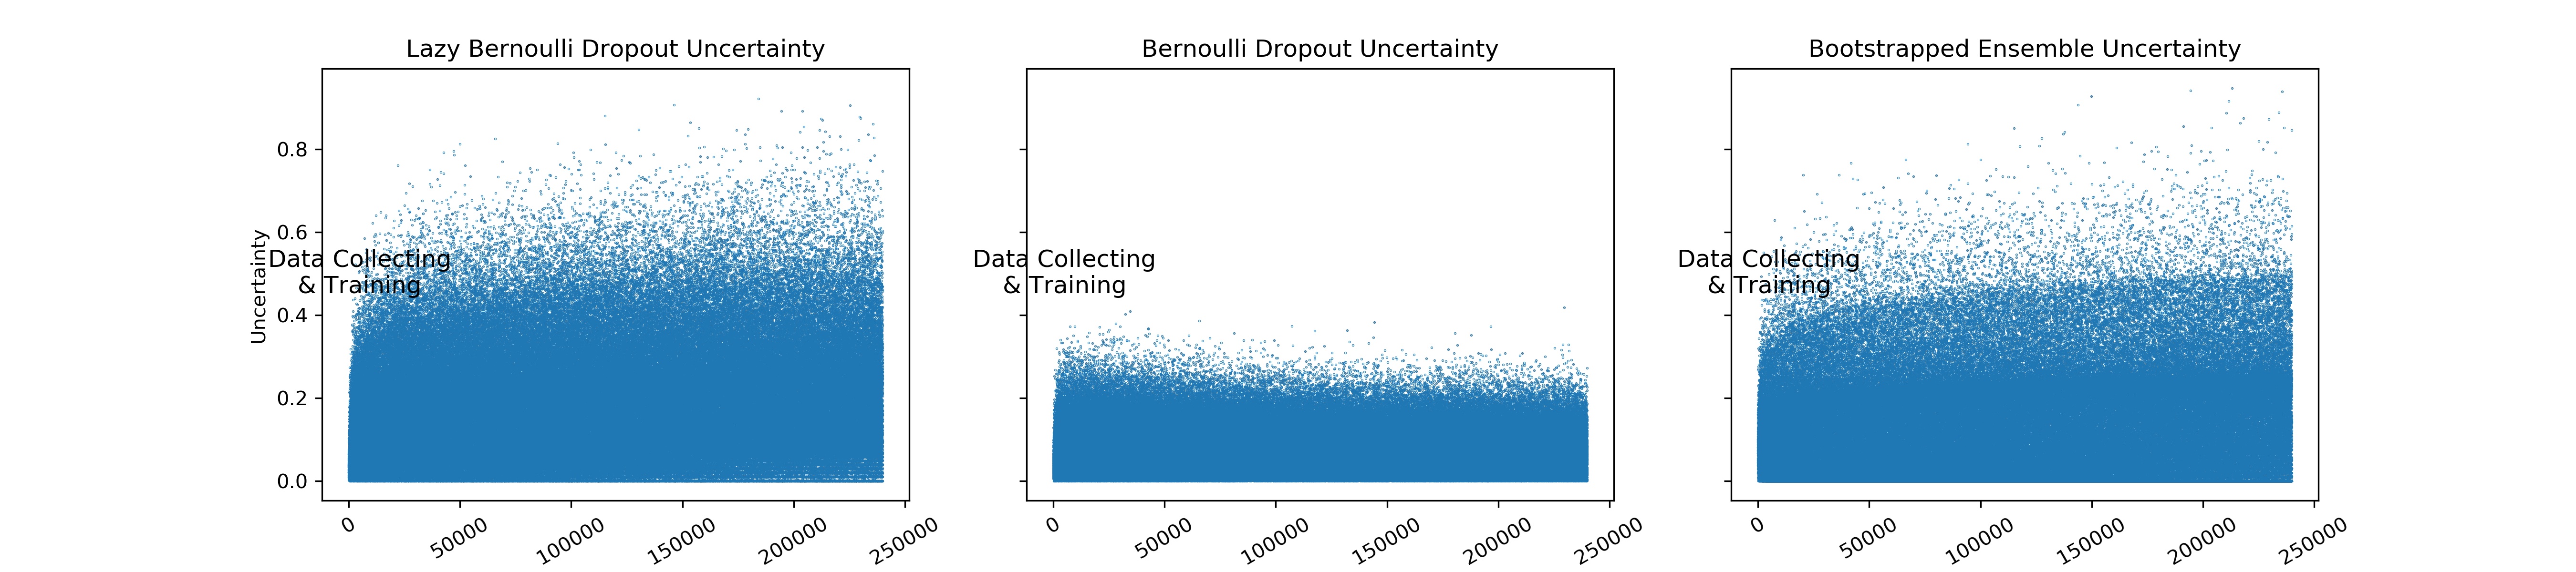 Lazy Bernoulli Dropout Uncertainty
Uncertainty
0.8
0.6
0.4
0.2
0.0
Data Collecting
& Training
0
50000
100000
150000
200000
250000
Bernoulli Dropout Uncertainty
Data Collecting
& Training
0
50000
100000
150000
200000
250000
Bootstrapped Ensemble Uncertainty
Data Collecting
& Training
0
50000
100000
150000
200000
250000